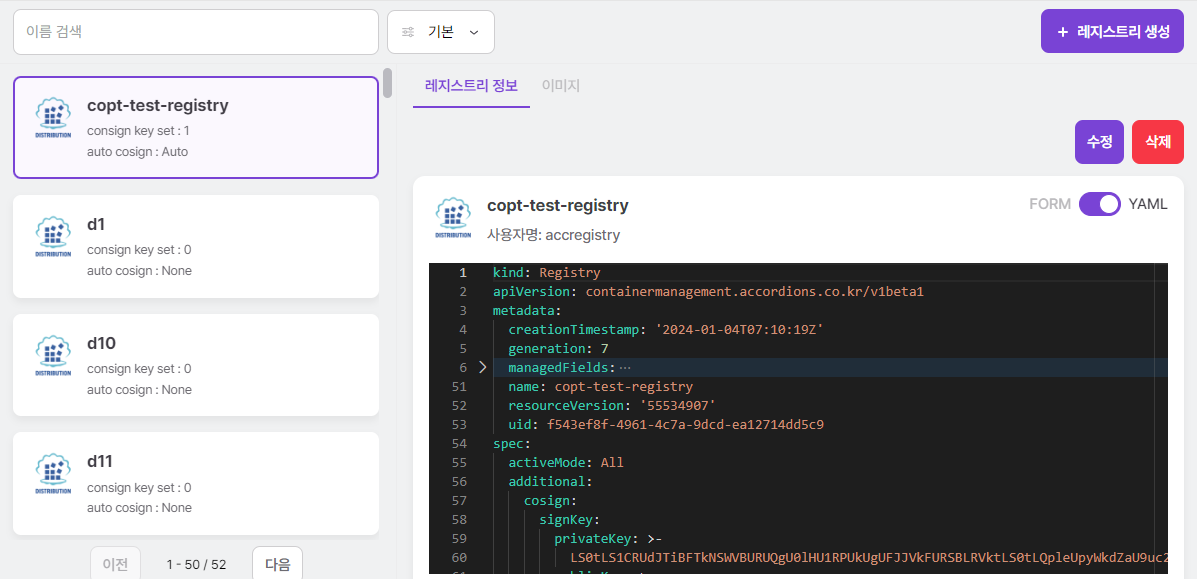 이름 검색
기본
+ 레지스트리 생성
copt-test-registry
consign key set : 1
auto cosign : Auto
DISTRIBUTION
d1
consign key set : 0
auto cosign : None
DISTRIBUTION
d10
consign key set : 0
auto cosign : None
DISTRIBUTION
d11
consign key set : 0
auto cosign : None
DISTRIBUTION
이전
1 - 50 / 52
다음
레지스트리 정보 이미지
수정 삭제
copt-test-registry
사용자명: accregistry
DISTRIBUTION
FORM YAML
1 kind: Registry
2 apiVersion: containermanagement.accordions.co.kr/v1beta1
3 metadata:
4 creationTimestamp: '2024-01-04T07:10:19Z'
5 generation: 7
6 managedFields: ···
51 name: copt-test-registry
52 resourceVersion: '55534907'
53 uid: f543ef8f-4961-4c7a-9dcd-ea12714dd5c9
54 spec:
55 activeMode: All
56 additional:
57 cosign:
58 signKey:
59 privateKey: >-
60 LS0tLS1CRUdJTiBFTkNSWVBURUQgU0lHU1RPUkUgUFJJVkFURSBLRVktLS0tLQpleUpyWkdZaU9uc2